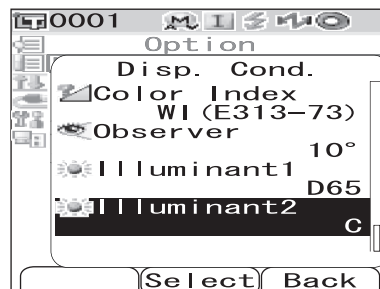 0001 M I
Option
Disp. Cond.
Color Index
WI(E313-73)
Observer
10°
Illuminant1
D65
Illuminant2
C
Select Back